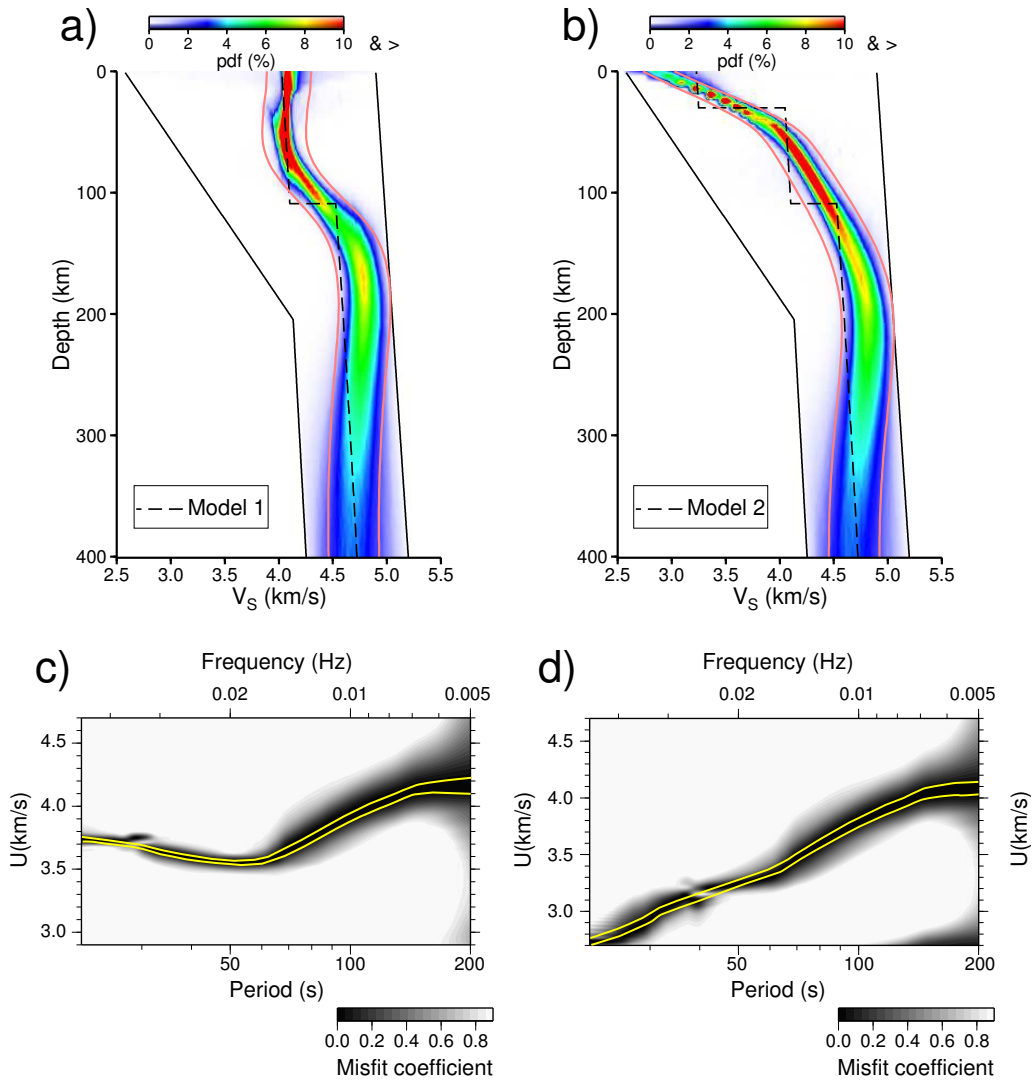 a)
0 2 4 6 8 10 & >
pdf (%)
0
100
200
300
400
Depth (km)
Model 1
2.5 3.0 3.5 4.0 4.5 5.0 5.5
V_S (km/s)
b)
0 2 4 6 8 10 & >
pdf (%)
0
100
200
300
400
Depth (km)
Model 2
2.5 3.0 3.5 4.0 4.5 5.0 5.5
V_S (km/s)
c)
Frequency (Hz)
0.02 0.01 0.005
4.5
4.0
3.5
3.0
U(km/s)
50 100 200
Period (s)
0.0 0.2 0.4 0.6 0.8
Misfit coefficient
d)
Frequency (Hz)
0.02 0.01 0.005
4.5
4.0
3.5
3.0
U(km/s)
U(km/s)
50 100 200
Period (s)
0.0 0.2 0.4 0.6 0.8
Misfit coefficient